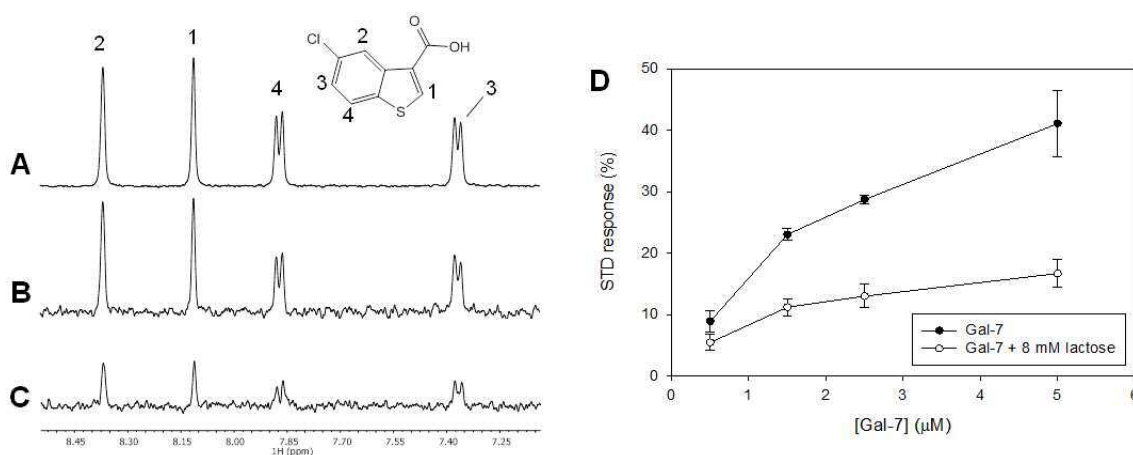 A
B
C
2
1
4
3
Cl
O
OH
2
1
3
4
S
8.45 8.30 8.15 8.00 7.85 7.70 7.55 7.40 7.25
1H (ppm)
D
STD response (%)
50
40
30
20
10
0
0 1 2 3 4 5 6
[Gal-7] (µM)
Gal-7
Gal-7 + 8 mM lactose